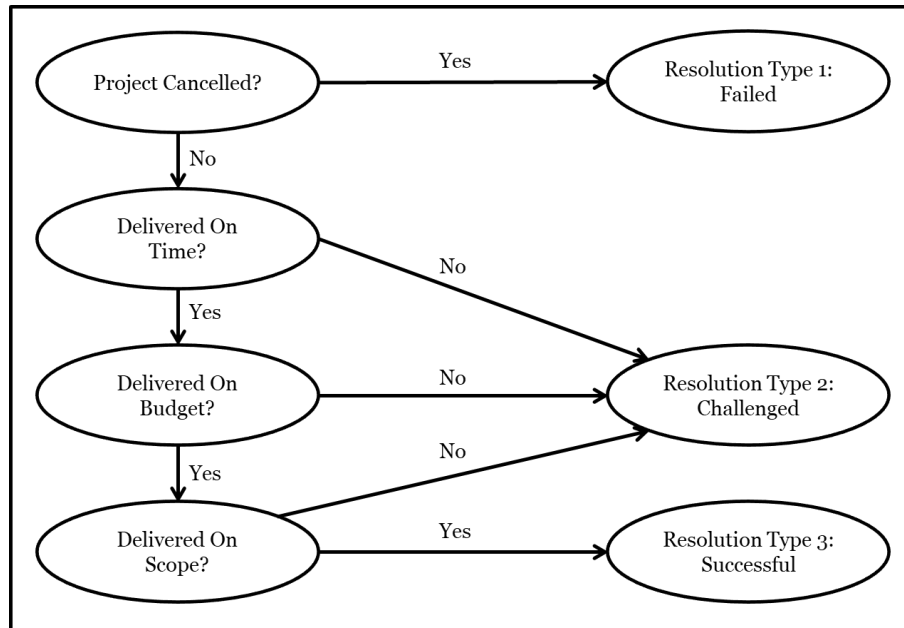 Project Cancelled?
Yes
Resolution Type 1:
Failed
No
Delivered On
Time?
No
Yes
Delivered On
Budget?
No
Resolution Type 2:
Challenged
Yes
No
Delivered On
Scope?
Yes
Resolution Type 3:
Successful